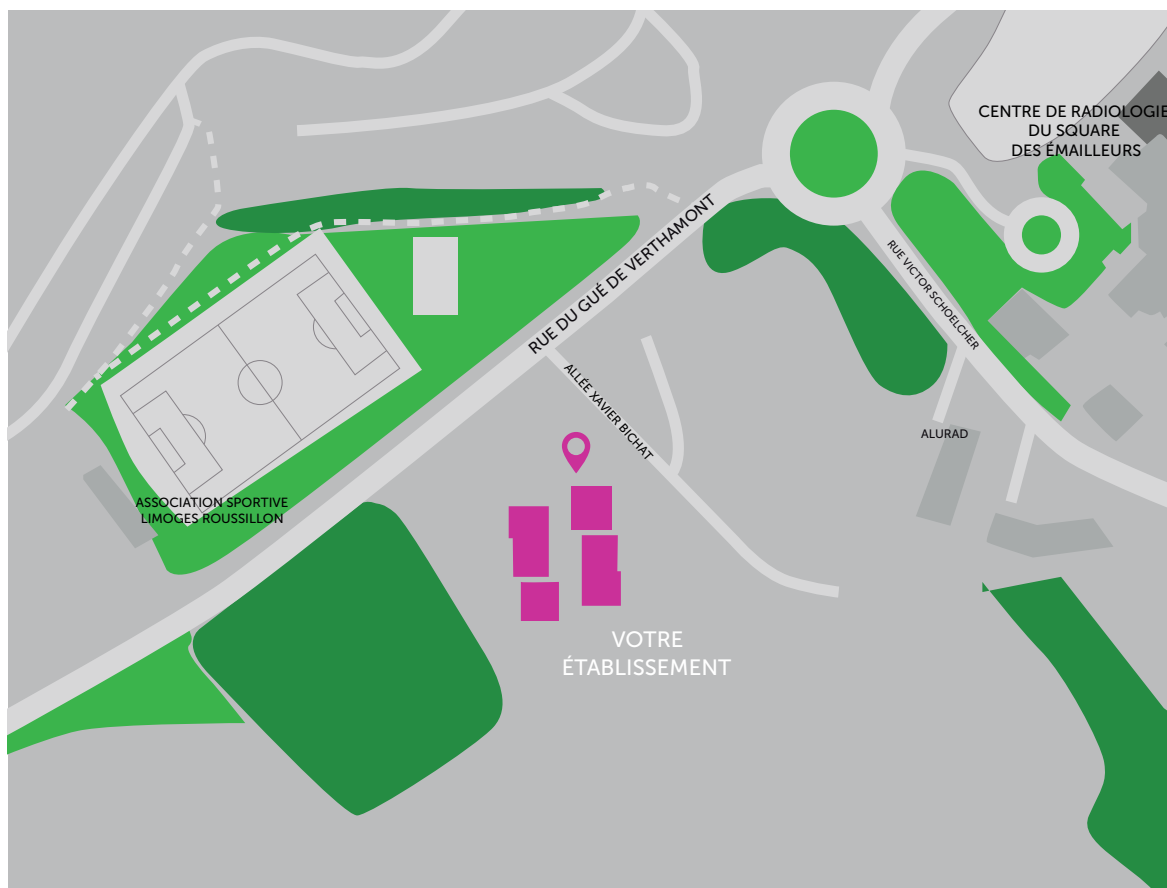 CENTRE DE RADIOLOGIE
DU SQUARE
DES ÉMAILLEURS
RUE DU GUÉ DE VERTHAMONT
RUE VICTOR SCHOELCHER
ALLÉE XAVIER BICHAT
ALURAD
ASSOCIATION SPORTIVE
LIMOGES ROUSSILLON
VOTRE
ÉTABLISSEMENT